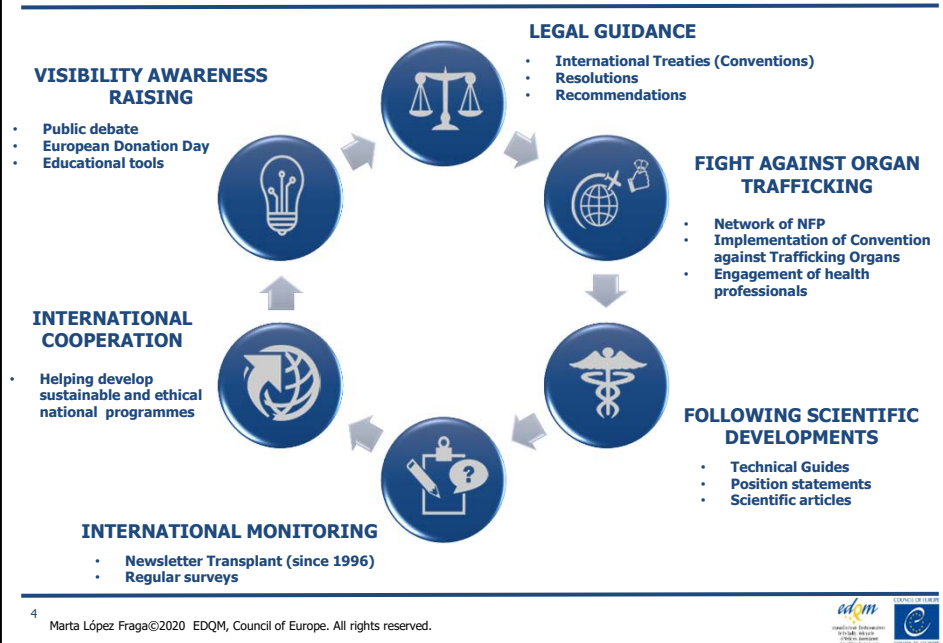 LEGAL GUIDANCE
• International Treaties (Conventions)
• Resolutions
• Recommendations
VISIBILITY AWARENESS
RAISING
• Public debate
• European Donation Day
• Educational tools
FIGHT AGAINST ORGAN
TRAFFICKING
• Network of NFP
• Implementation of Convention
against Trafficking Organs
• Engagement of health
professionals
INTERNATIONAL
COOPERATION
• Helping develop
sustainable and ethical
national programmes
FOLLOWING SCIENTIFIC
DEVELOPMENTS
• Technical Guides
• Position statements
• Scientific articles
?
INTERNATIONAL MONITORING
• Newsletter Transplant (since 1996)
• Regular surveys
4
Marta López Fraga©2020 EDQM, Council of Europe. All rights reserved.
edqm
COUNCIL OF EUROPE